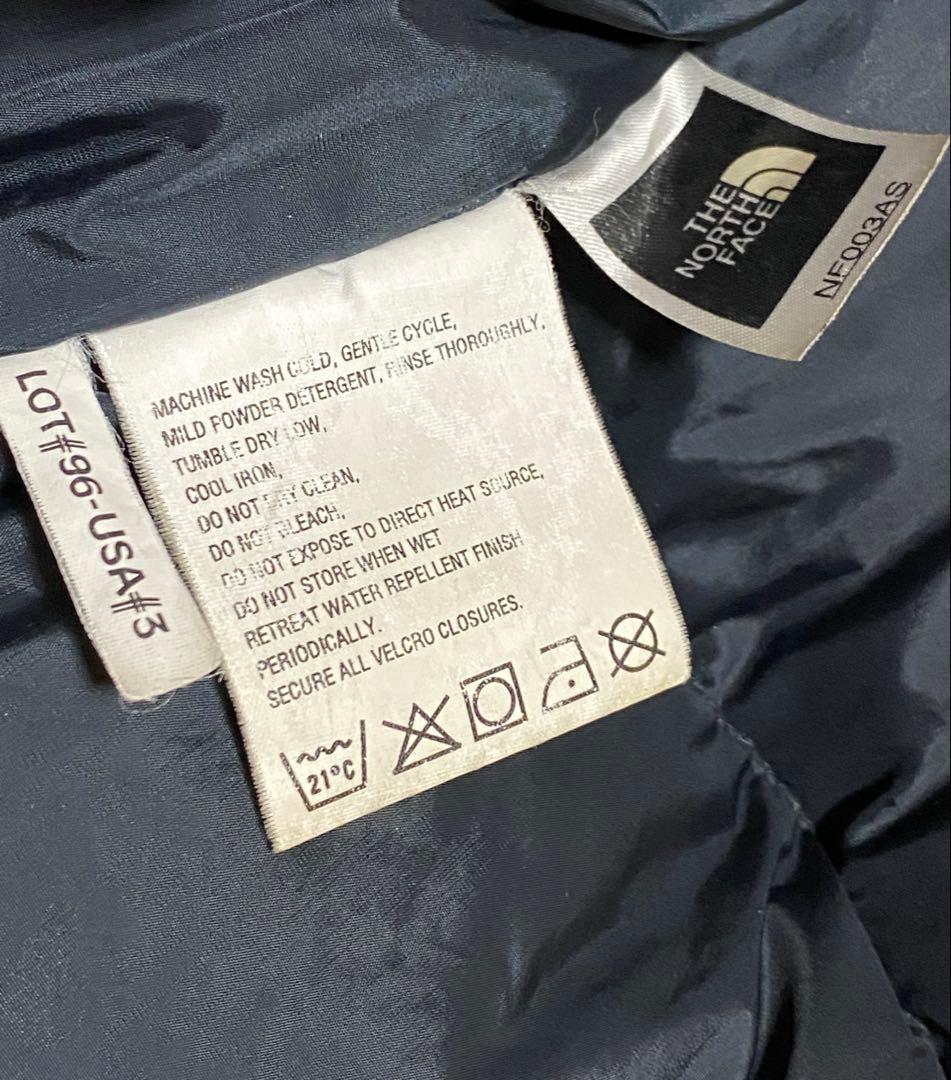 THE
NORTH
FACE
NF003AS
LOT#96-USA#3
MACHINE WASH COLD, GENTLE CYCLE,
MILD POWDER DETERGENT, RINSE THOROUGHLY,
TUMBLE DRY LOW,
COOL IRON,
DO NOT DRY CLEAN,
DO NOT BLEACH,
DO NOT EXPOSE TO DIRECT HEAT SOURCE,
DO NOT STORE WHEN WET
RETREAT WATER REPELLENT FINISH
PERIODICALLY.
SECURE ALL VELCRO CLOSURES.
21°C